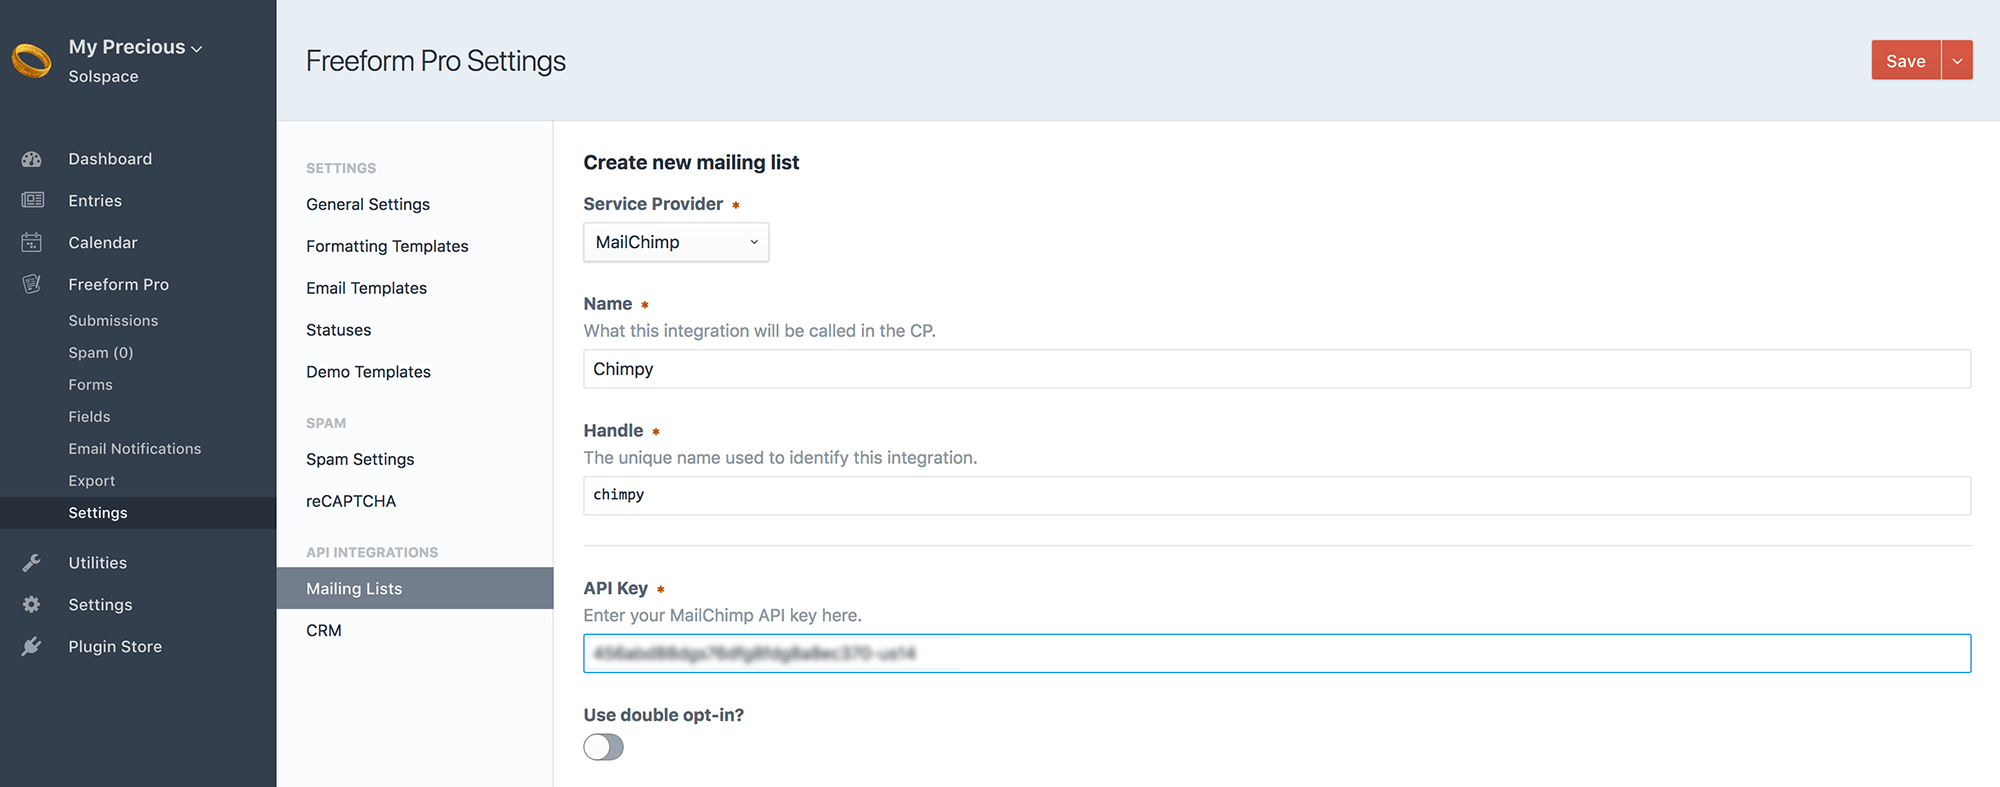 My Precious
Solspace
Dashboard
Entries
Calendar
Freeform Pro
Submissions
Spam (0)
Forms
Fields
Email Notifications
Export
Settings
Utilities
Settings
Plugin Store
Freeform Pro Settings
Save
SETTINGS
General Settings
Formatting Templates
Email Templates
Statuses
Demo Templates
SPAM
Spam Settings
reCAPTCHA
API INTEGRATIONS
Mailing Lists
CRM
Create new mailing list
Service Provider *
MailChimp
Name *
What this integration will be called in the CP.
Chimpy
Handle *
The unique name used to identify this integration.
chimpy
API Key *
Enter your MailChimp API key here.
Use double opt-in?